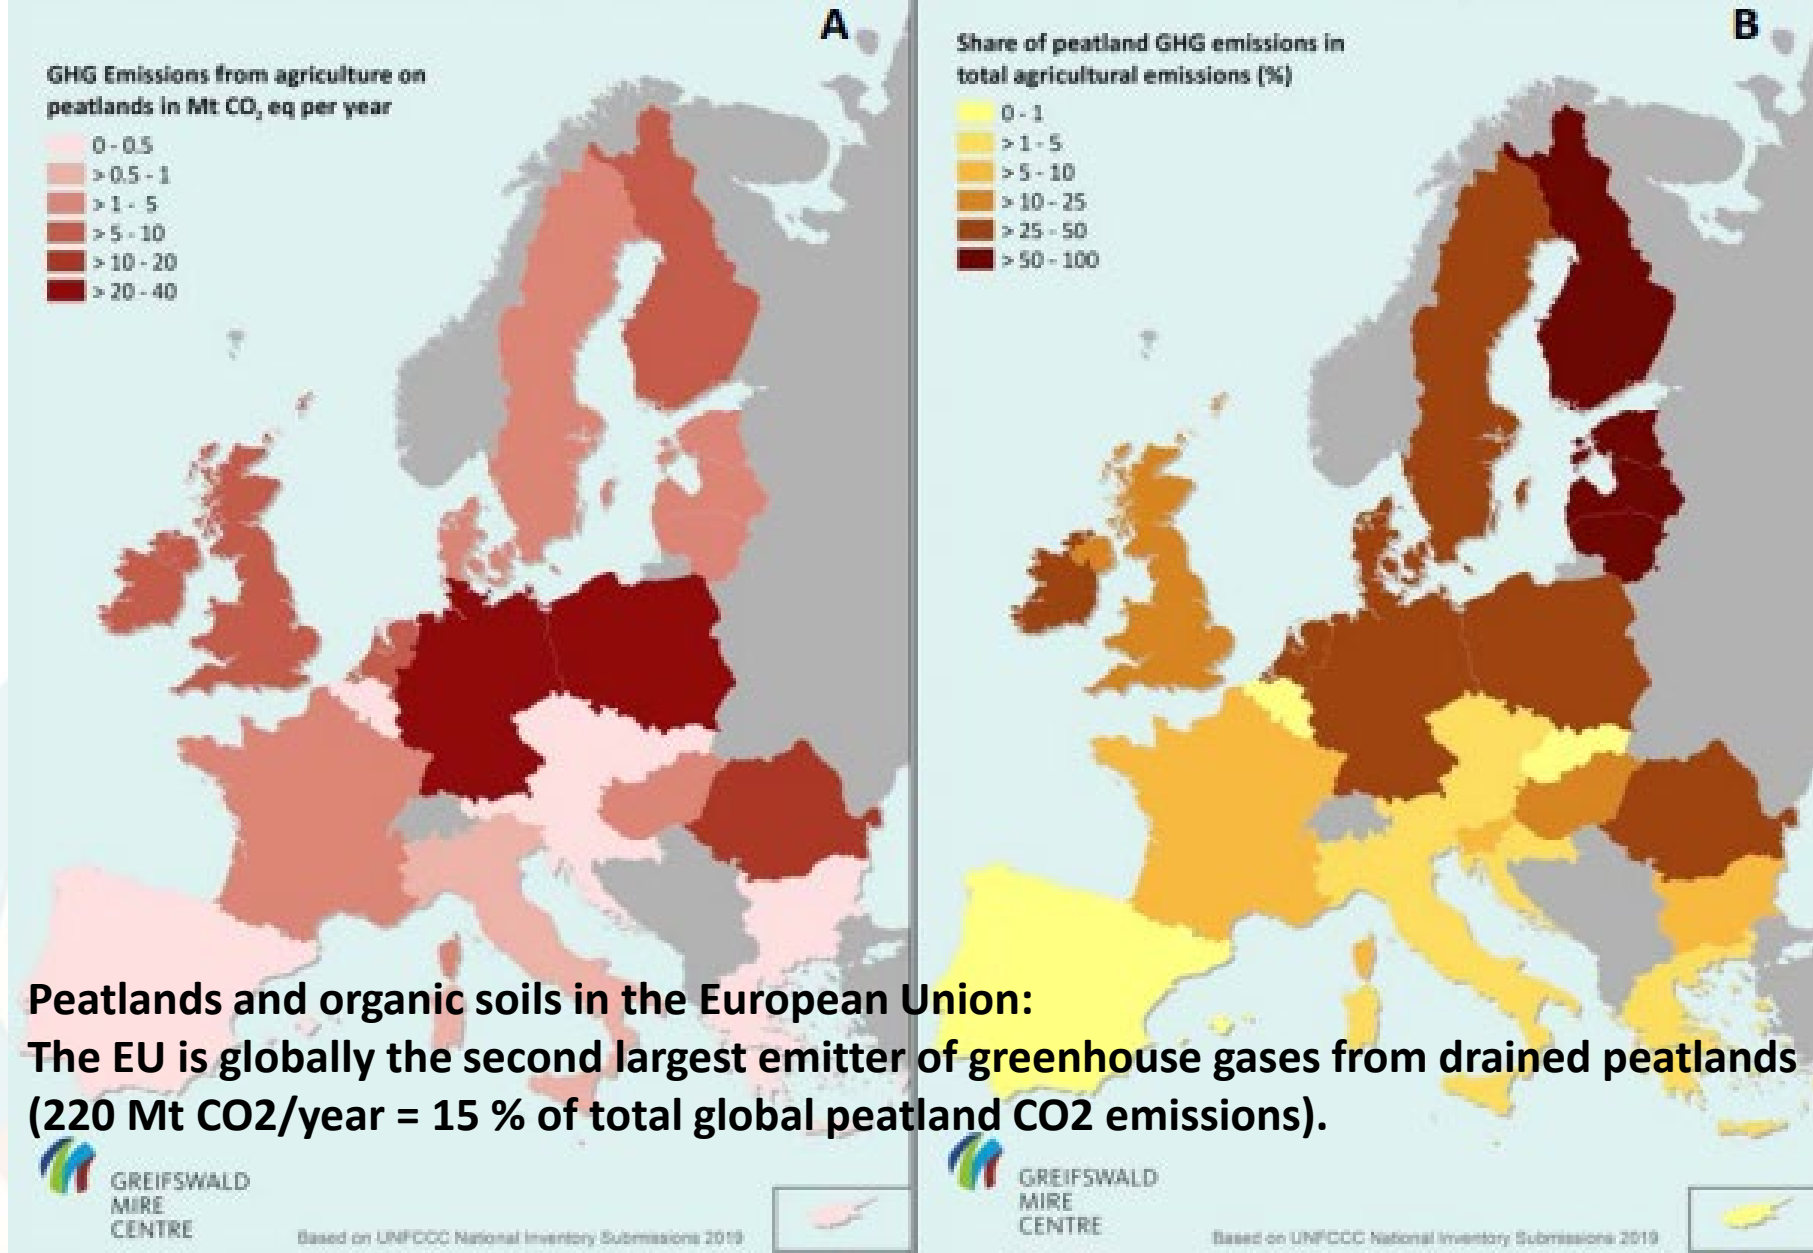 A
GHG Emissions from agriculture on
peatlands in Mt CO₂ eq per year
0 - 0.5
> 0.5 - 1
> 1 - 5
> 5 - 10
> 10 - 20
> 20 - 40
B
Share of peatland GHG emissions in
total agricultural emissions (%)
0 - 1
> 1 - 5
> 5 - 10
> 10 - 25
> 25 - 50
> 50 - 100
Peatlands and organic soils in the European Union:
The EU is globally the second largest emitter of greenhouse gases from drained peatlands
(220 Mt CO2/year = 15 % of total global peatland CO2 emissions).
GREIFSWALD
MIRE
CENTRE
Based on UNFCCC National Inventory Submissions 2019
GREIFSWALD
MIRE
CENTRE
Based on UNFCCC National Inventory Submissions 2019